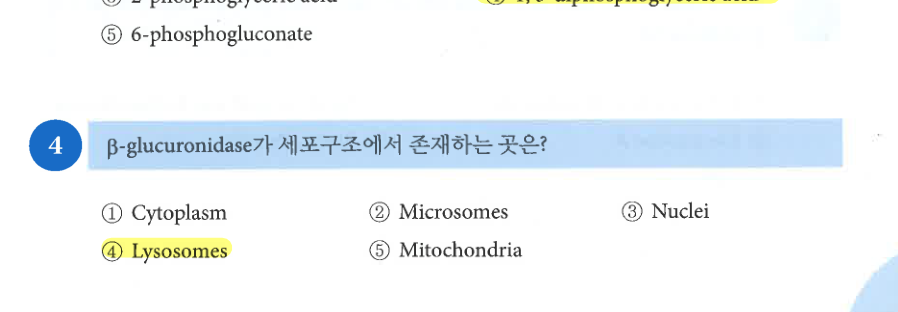 ⑤ 6-phosphogluconate
4 β-glucuronidase가 세포구조에서 존재하는 곳은?
① Cytoplasm ② Microsomes ③ Nuclei
④ Lysosomes ⑤ Mitochondria